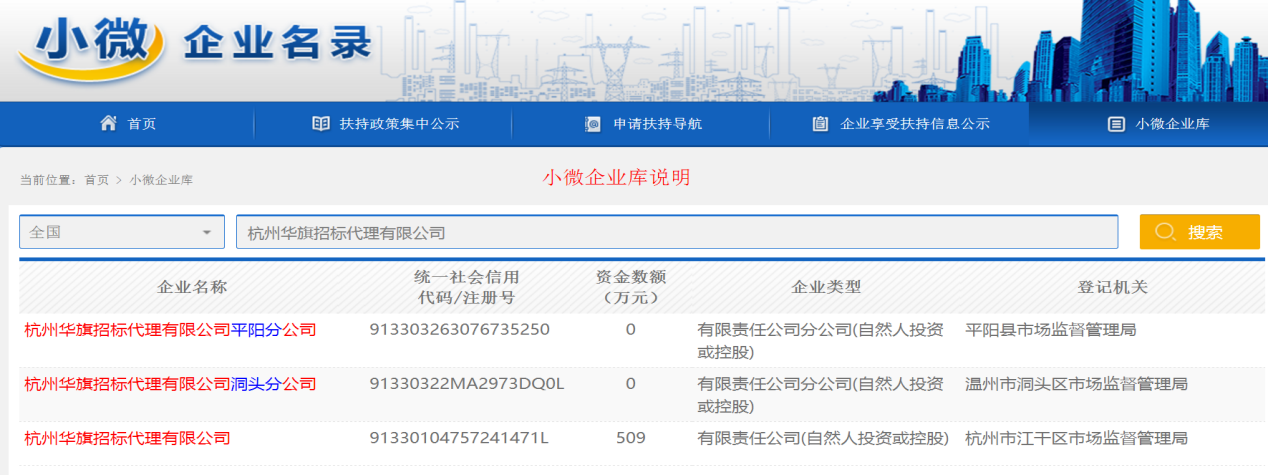 小微 企业名录
首页 扶持政策集中公示 申请扶持导航 企业享受扶持信息公示 小微企业库
当前位置：首页 > 小微企业库
小微企业库说明
全国 杭州华旗招标代理有限公司 搜索
企业名称 统一社会信用代码/注册号 资金数额（万元） 企业类型 登记机关
杭州华旗招标代理有限公司平阳分公司 913303263076735250 0 有限责任公司分公司(自然人投资或控股) 平阳县市场监督管理局
杭州华旗招标代理有限公司洞头分公司 91330322MA2973DQ0L 0 有限责任公司分公司(自然人投资或控股) 温州市洞头区市场监督管理局
杭州华旗招标代理有限公司 91330104757241471L 509 有限责任公司(自然人投资或控股) 杭州市江干区市场监督管理局